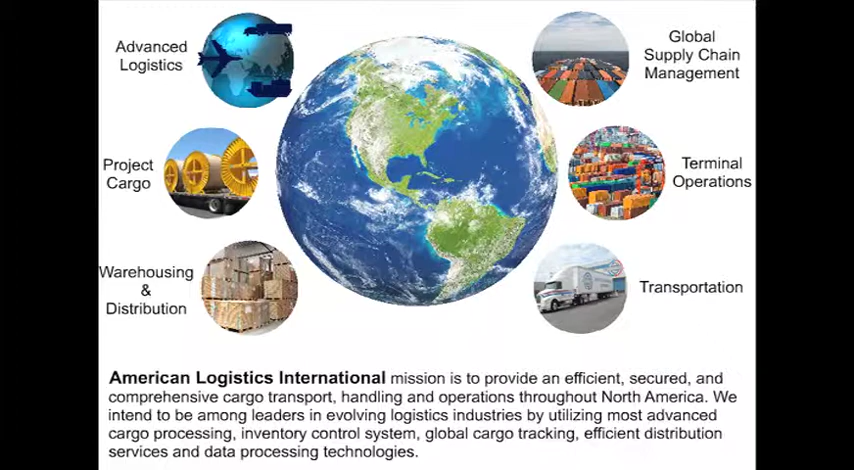 Advanced
Logistics
Global
Supply Chain
Management
Project
Cargo
Terminal
Operations
Warehousing
&
Distribution
Transportation
American Logistics International mission is to provide an efficient, secured, and
comprehensive cargo transport, handling and operations throughout North America. We
intend to be among leaders in evolving logistics industries by utilizing most advanced
cargo processing, inventory control system, global cargo tracking, efficient distribution
services and data processing technologies.